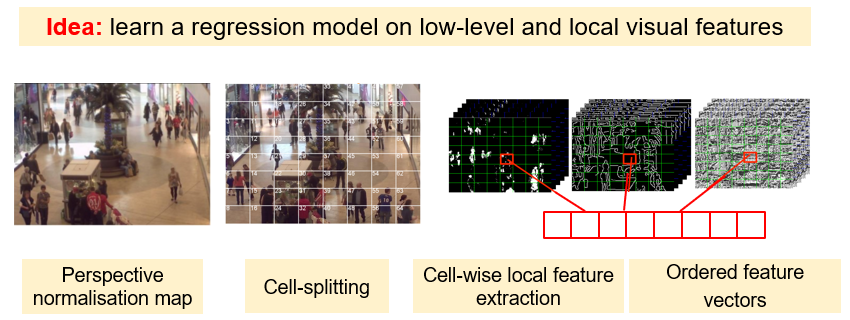 Idea: learn a regression model on low-level and local visual features
Perspective
normalisation map
Cell-splitting
Cell-wise local feature
extraction
Ordered feature
vectors